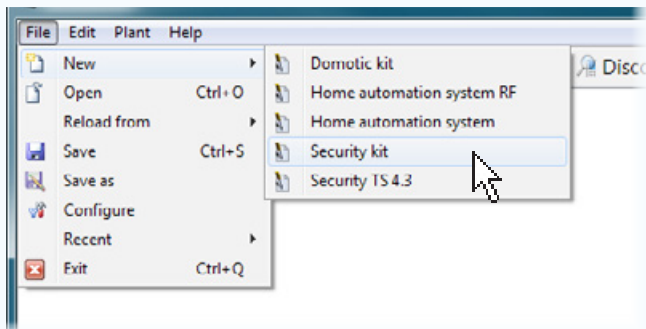 File Edit Plant Help
New
Open Ctrl+O
Reload from
Save Ctrl+S
Save as
Configure
Recent
Exit Ctrl+Q
Domotic kit
Home automation system RF
Home automation system
Security kit
Security TS 4.3
Disco